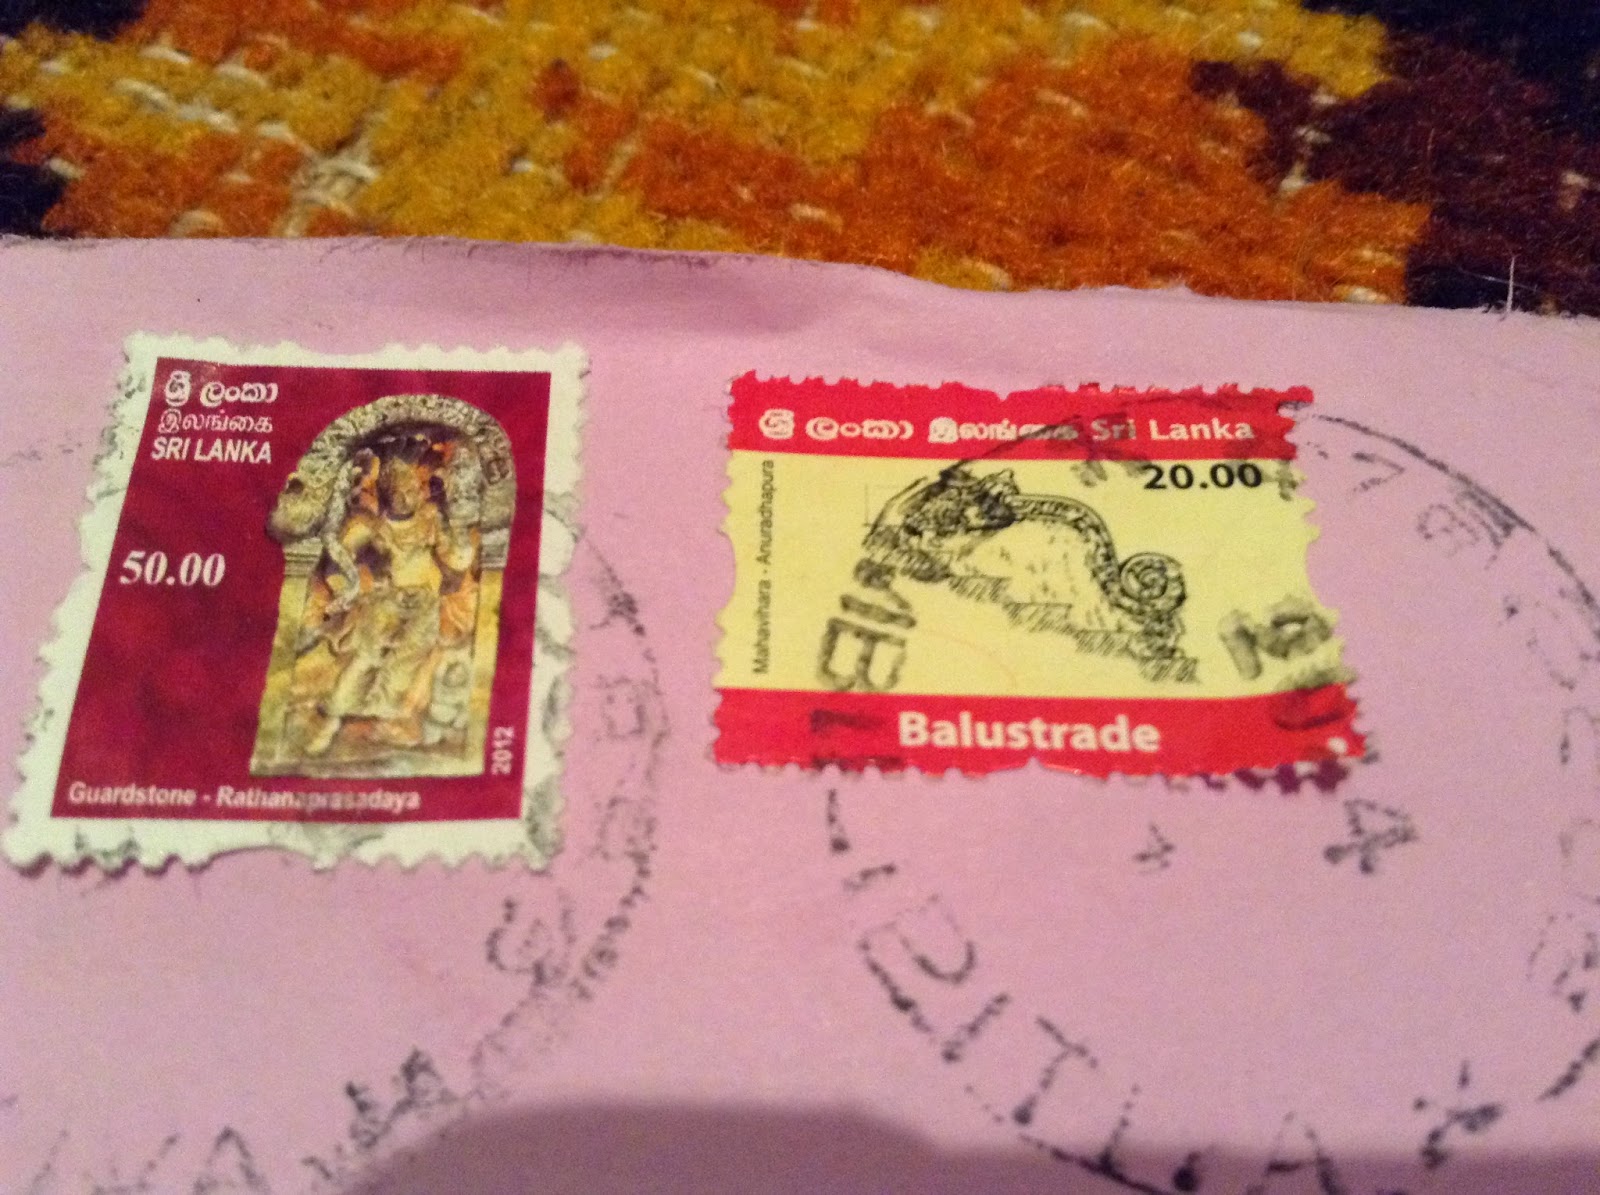 ශ්‍රී ලංකා
இலங்கை
SRI LANKA
50.00
2012
Guardstone - Rathanaprasadaya
ශ්‍රී ලංකා இலங்கை Sri Lanka
20.00
Mahavihara - Anuradhapura
Balustrade